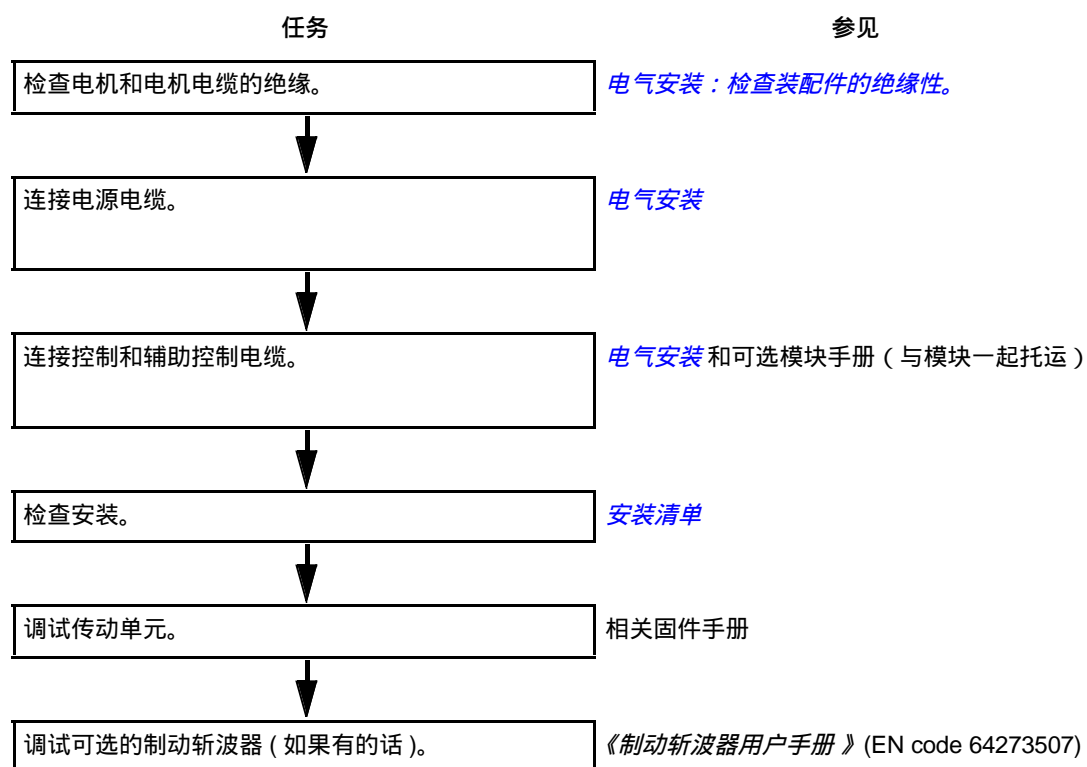 任务 参见
检查电机和电机电缆的绝缘。 电气安装：检查装配件的绝缘性。
连接电源电缆。 电气安装
连接控制和辅助控制电缆。 电气安装 和可选模块手册（与模块一起托运）
检查安装。 安装清单
调试传动单元。 相关固件手册
调试可选的制动斩波器 ( 如果有的话 )。 《制动斩波器用户手册 》(EN code 64273507)